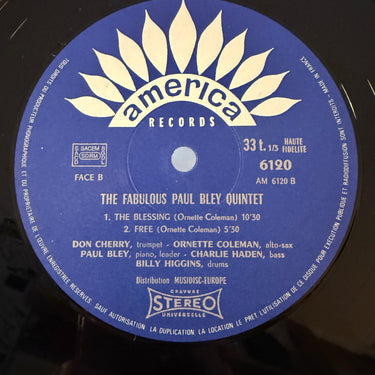 america
RECORDS
33 t. 1/3 HAUTE FIDELITE
SACEM
SDRM
6120
FACE B
AM 6120 B
THE FABULOUS PAUL BLEY QUINTET
1. THE BLESSING (Ornette Coleman) 10'30
2. FREE (Ornette Coleman) 5'30
DON CHERRY, trumpet - ORNETTE COLEMAN, alto-sax
PAUL BLEY, piano, leader - CHARLIE HADEN, bass
BILLY HIGGINS, drums
Distribution MUSIDISC-EUROPE
GRAVURE
STEREO
UNIVERSELLE
TOUS DROITS DU PRODUCTEUR PHONOGRAPHIQUE ET DU PROPRIETAIRE DE L'ŒUVRE ENREGISTREE RESERVES. SAUF AUTORISATION LA DUPLICATION, LA LOCATION, LE PRET L'UTILISATION DE CE DISQUE POUR EXECUTION PUBLIQUE ET RADIODIFFUSION SONT INTERDITS - MADE IN FRANCE